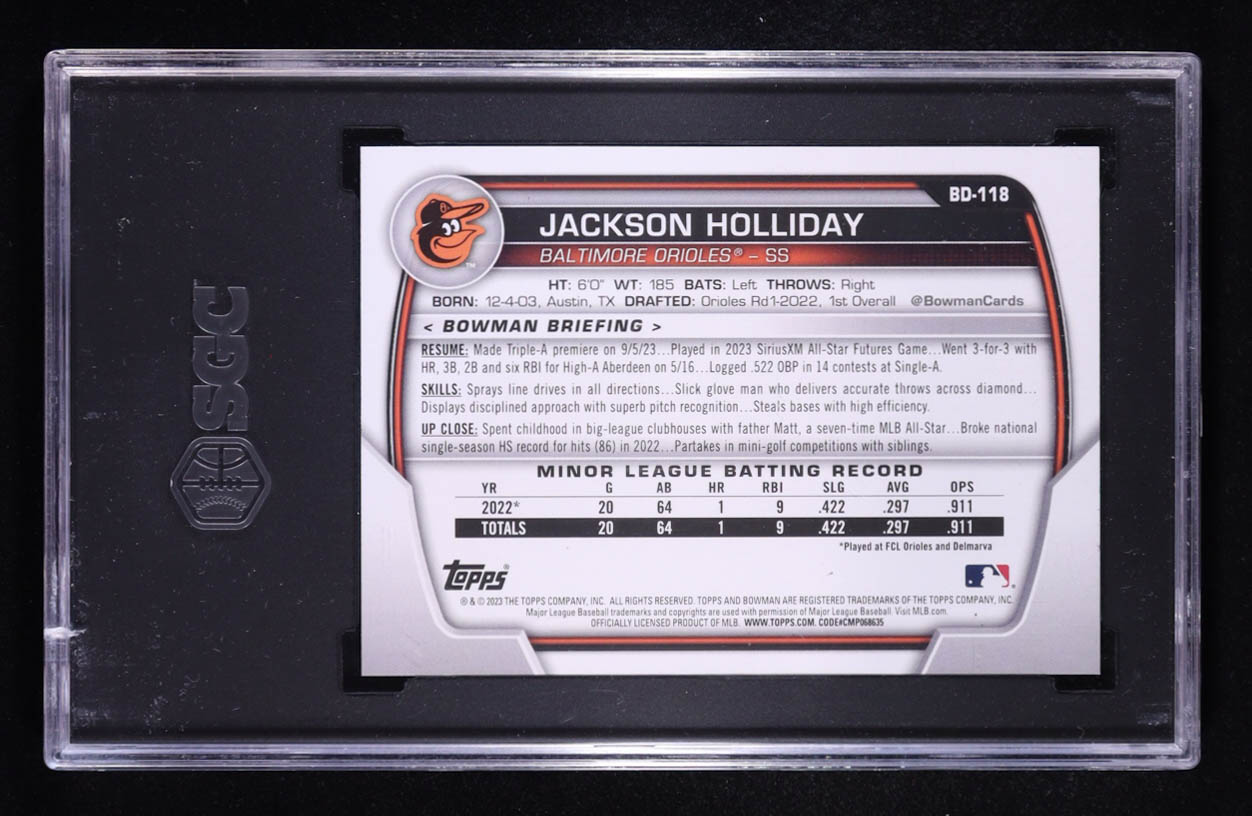 SGC
BD-118
JACKSON HOLLIDAY
BALTIMORE ORIOLES® – SS
HT: 6'0" WT: 185 BATS: Left THROWS: Right
BORN: 12-4-03, Austin, TX DRAFTED: Orioles Rd1-2022, 1st Overall @BowmanCards
< BOWMAN BRIEFING >
RESUME: Made Triple-A premiere on 9/5/23...Played in 2023 SiriusXM All-Star Futures Game...Went 3-for-3 with
HR, 3B, 2B and six RBI for High-A Aberdeen on 5/16...Logged .522 OBP in 14 contests at Single-A.
SKILLS: Sprays line drives in all directions...Slick glove man who delivers accurate throws across diamond...
Displays disciplined approach with superb pitch recognition...Steals bases with high efficiency.
UP CLOSE: Spent childhood in big-league clubhouses with father Matt, a seven-time MLB All-Star...Broke national
single-season HS record for hits (86) in 2022...Partakes in mini-golf competitions with siblings.
MINOR LEAGUE BATTING RECORD
YR G AB HR RBI SLG AVG OPS
2022* 20 64 1 9 .422 .297 .911
TOTALS 20 64 1 9 .422 .297 .911
*Played at FCL Orioles and Delmarva
Topps®
® & © 2023 THE TOPPS COMPANY, INC. ALL RIGHTS RESERVED. TOPPS AND BOWMAN ARE REGISTERED TRADEMARKS OF THE TOPPS COMPANY, INC.
Major League Baseball trademarks and copyrights are used with permission of Major League Baseball. Visit MLB.com.
OFFICIALLY LICENSED PRODUCT OF MLB. WWW.TOPPS.COM. CODE#CMP068635